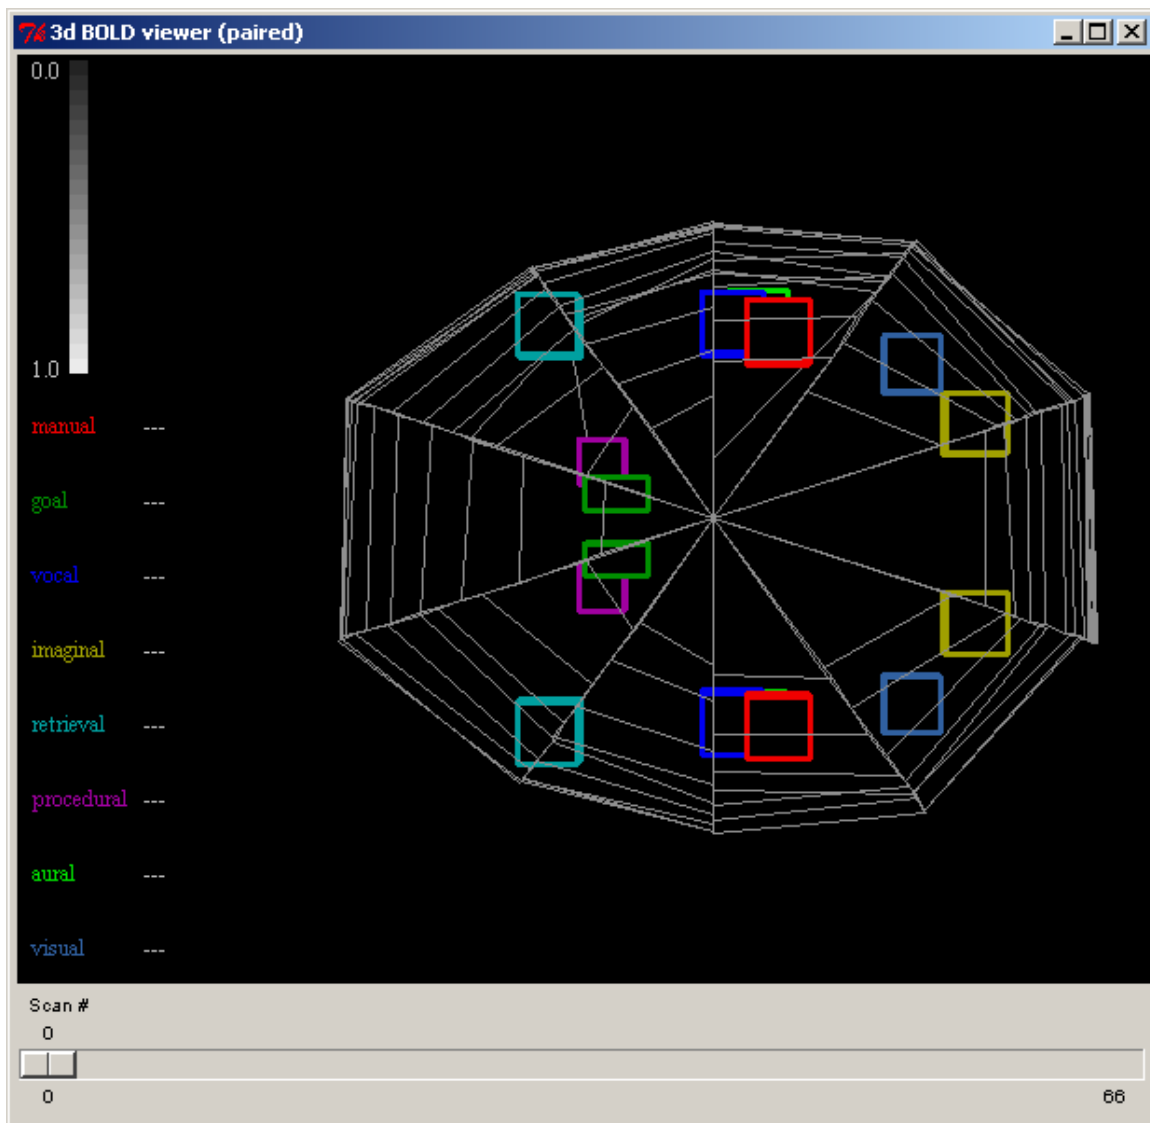 3d BOLD viewer (paired)
0.0
1.0
manual ---
goal ---
vocal ---
imaginal ---
retrieval ---
procedural ---
aural ---
visual ---
Scan #
0
0 66